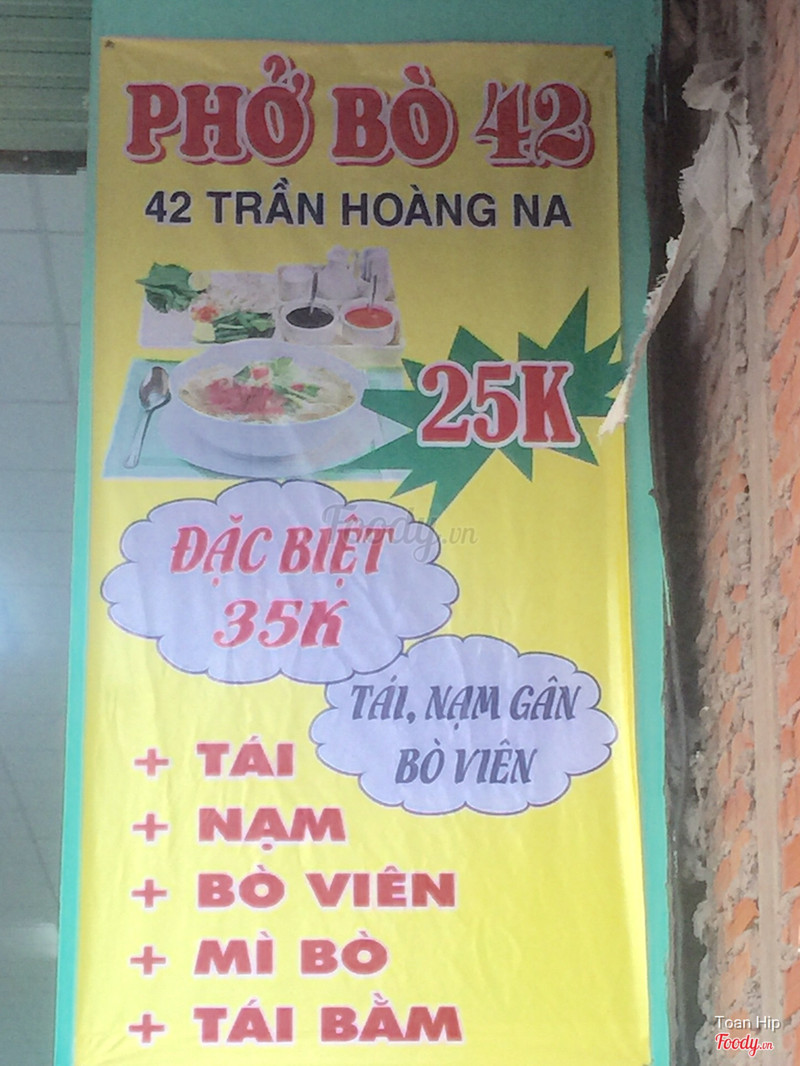 PHỞ BÒ 42
42 TRẦN HOÀNG NA
25K
Foody.vn
ĐẶC BIỆT
35K
TÁI, NẠM GÂN
BÒ VIÊN
+ TÁI
+ NẠM
+ BÒ VIÊN
+ MÌ BÒ
+ TÁI BẰM
Toan Hip
Foody.vn